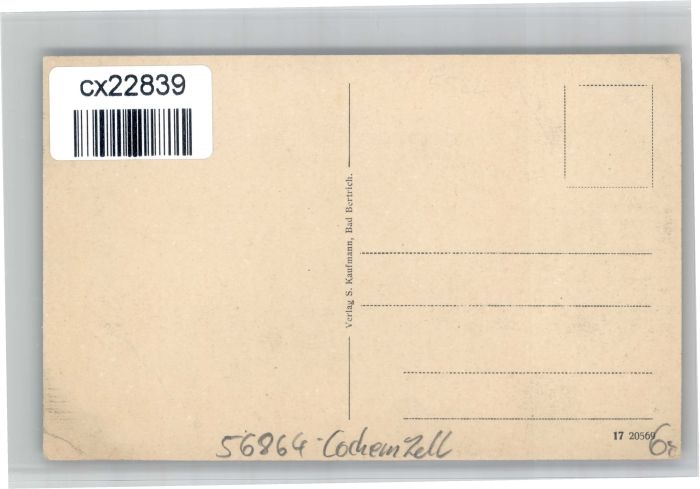 cx22839
Verlag S. Kaufmann, Bad Bertrich.
17 20569
56864-Cochem Zell